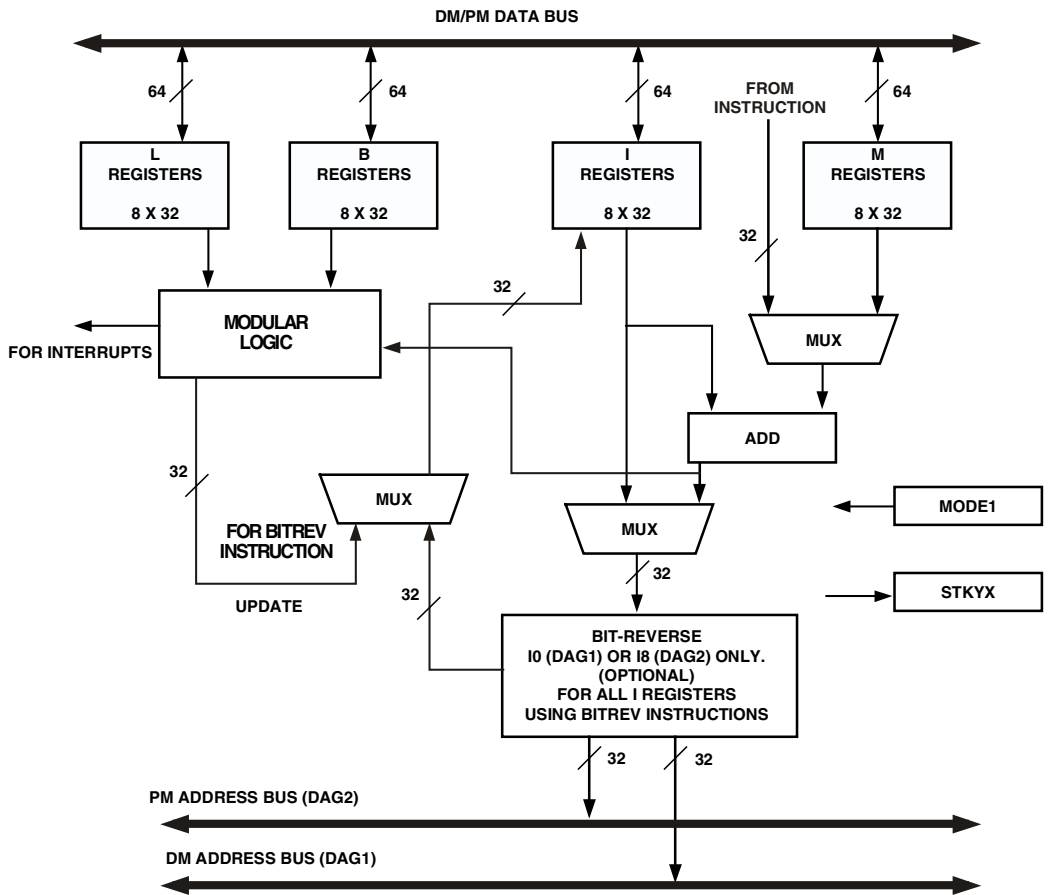 DM/PM DATA BUS
64
64
64
FROM
INSTRUCTION
64
L
REGISTERS
8 X 32
B
REGISTERS
8 X 32
I
REGISTERS
8 X 32
M
REGISTERS
8 X 32
32
32
MODULAR
LOGIC
FOR INTERRUPTS
MUX
ADD
32
MUX
FOR BITREV
INSTRUCTION
MUX
MODE1
32
32
UPDATE
STKYX
BIT-REVERSE
I0 (DAG1) OR I8 (DAG2) ONLY.
(OPTIONAL)
FOR ALL I REGISTERS
USING BITREV INSTRUCTIONS
32
32
PM ADDRESS BUS (DAG2)
DM ADDRESS BUS (DAG1)